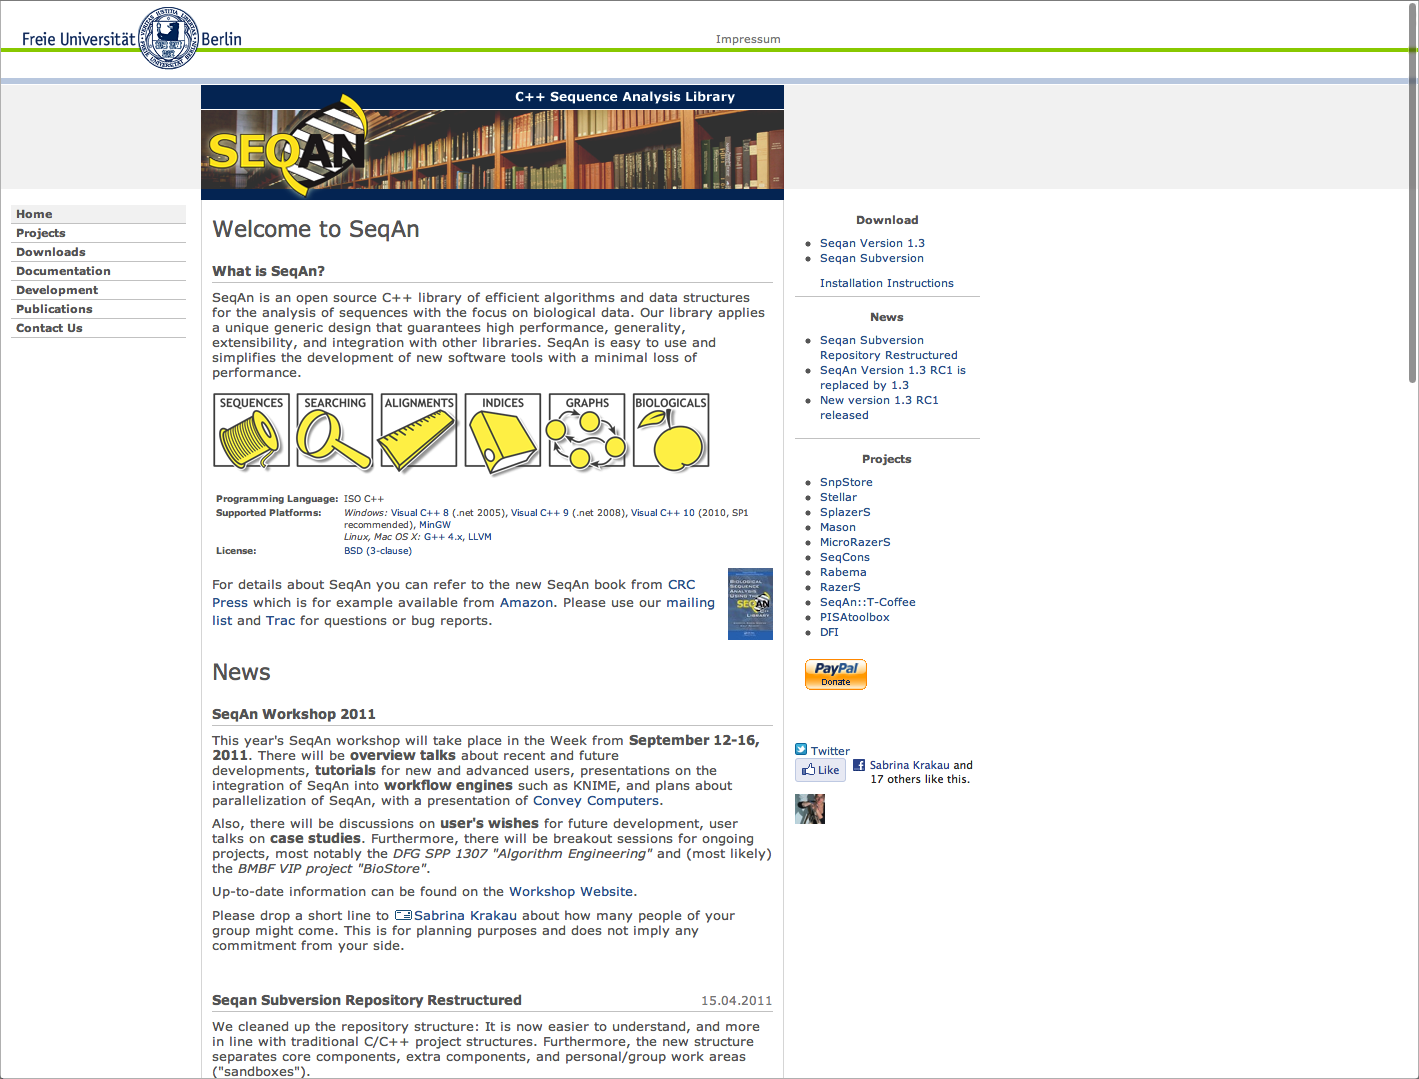 Freie Universität Berlin
Impressum
C++ Sequence Analysis Library
SEQAN
Home
Projects
Downloads
Documentation
Development
Publications
Contact Us
Welcome to SeqAn
What is SeqAn?
SeqAn is an open source C++ library of efficient algorithms and data structures
for the analysis of sequences with the focus on biological data. Our library applies
a unique generic design that guarantees high performance, generality,
extensibility, and integration with other libraries. SeqAn is easy to use and
simplifies the development of new software tools with a minimal loss of
performance.
SEQUENCES SEARCHING ALIGNMENTS INDICES GRAPHS BIOLOGICALS
Programming Language: ISO C++
Supported Platforms: Windows: Visual C++ 8 (.net 2005), Visual C++ 9 (.net 2008), Visual C++ 10 (2010, SP1
recommended), MinGW
Linux, Mac OS X: G++ 4.x, LLVM
License: BSD (3-clause)
For details about SeqAn you can refer to the new SeqAn book from CRC
Press which is for example available from Amazon. Please use our mailing
list and Trac for questions or bug reports.
BIOLOGICAL
SEQUENCE
ANALYSIS
USING THE
SEQAN
C++
LIBRARY
News
SeqAn Workshop 2011
This year's SeqAn workshop will take place in the Week from September 12-16,
2011. There will be overview talks about recent and future
developments, tutorials for new and advanced users, presentations on the
integration of SeqAn into workflow engines such as KNIME, and plans about
parallelization of SeqAn, with a presentation of Convey Computers.
Also, there will be discussions on user's wishes for future development, user
talks on case studies. Furthermore, there will be breakout sessions for ongoing
projects, most notably the DFG SPP 1307 "Algorithm Engineering" and (most likely)
the BMBF VIP project "BioStore".
Up-to-date information can be found on the Workshop Website.
Please drop a short line to Sabrina Krakau about how many people of your
group might come. This is for planning purposes and does not imply any
commitment from your side.
Seqan Subversion Repository Restructured 15.04.2011
We cleaned up the repository structure: It is now easier to understand, and more
in line with traditional C/C++ project structures. Furthermore, the new structure
separates core components, extra components, and personal/group work areas
("sandboxes").
Download
Seqan Version 1.3
Seqan Subversion
Installation Instructions
News
Seqan Subversion
Repository Restructured
SeqAn Version 1.3 RC1 is
replaced by 1.3
New version 1.3 RC1
released
Projects
SnpStore
Stellar
SplazerS
Mason
MicroRazerS
SeqCons
Rabema
RazerS
SeqAn::T-Coffee
PISAtoolbox
DFI
PayPal
Donate
Twitter
Like
Sabrina Krakau and
17 others like this.